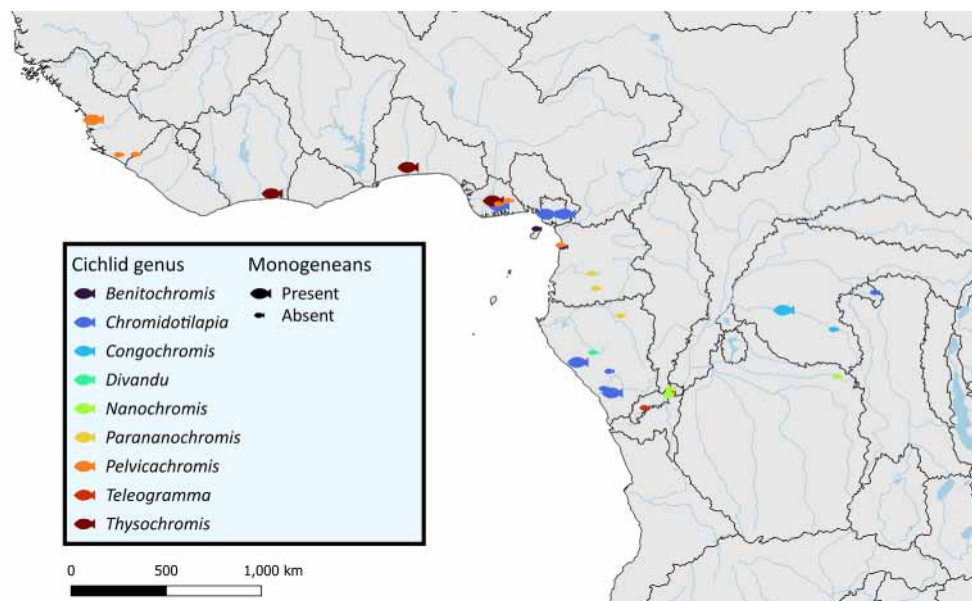 Cichlid genus
Monogeneans
Benitochromis
Present
Chromidotilapia
Absent
Congochromis
Divandu
Nanochromis
Parananochromis
Pelvicachromis
Teleogramma
Thysochromis
0 500 1,000 km